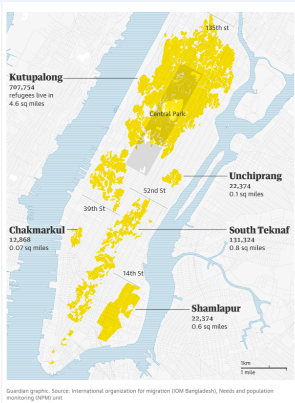 135th st
Kutupalong
707,754
refugees live in
4.6 sq miles
Central Park
Unchiprang
22,374
0.1 sq miles
52nd St
39th St
Chakmarkul
12,868
0.07 sq miles
South Teknaf
131,324
0.8 sq miles
14th St
Shamlapur
22,374
0.6 sq miles
1km
1 mile
Guardian graphic. Source: International organization for migration (IOM Bangladesh), Needs and population
monitoring (NPM) unit